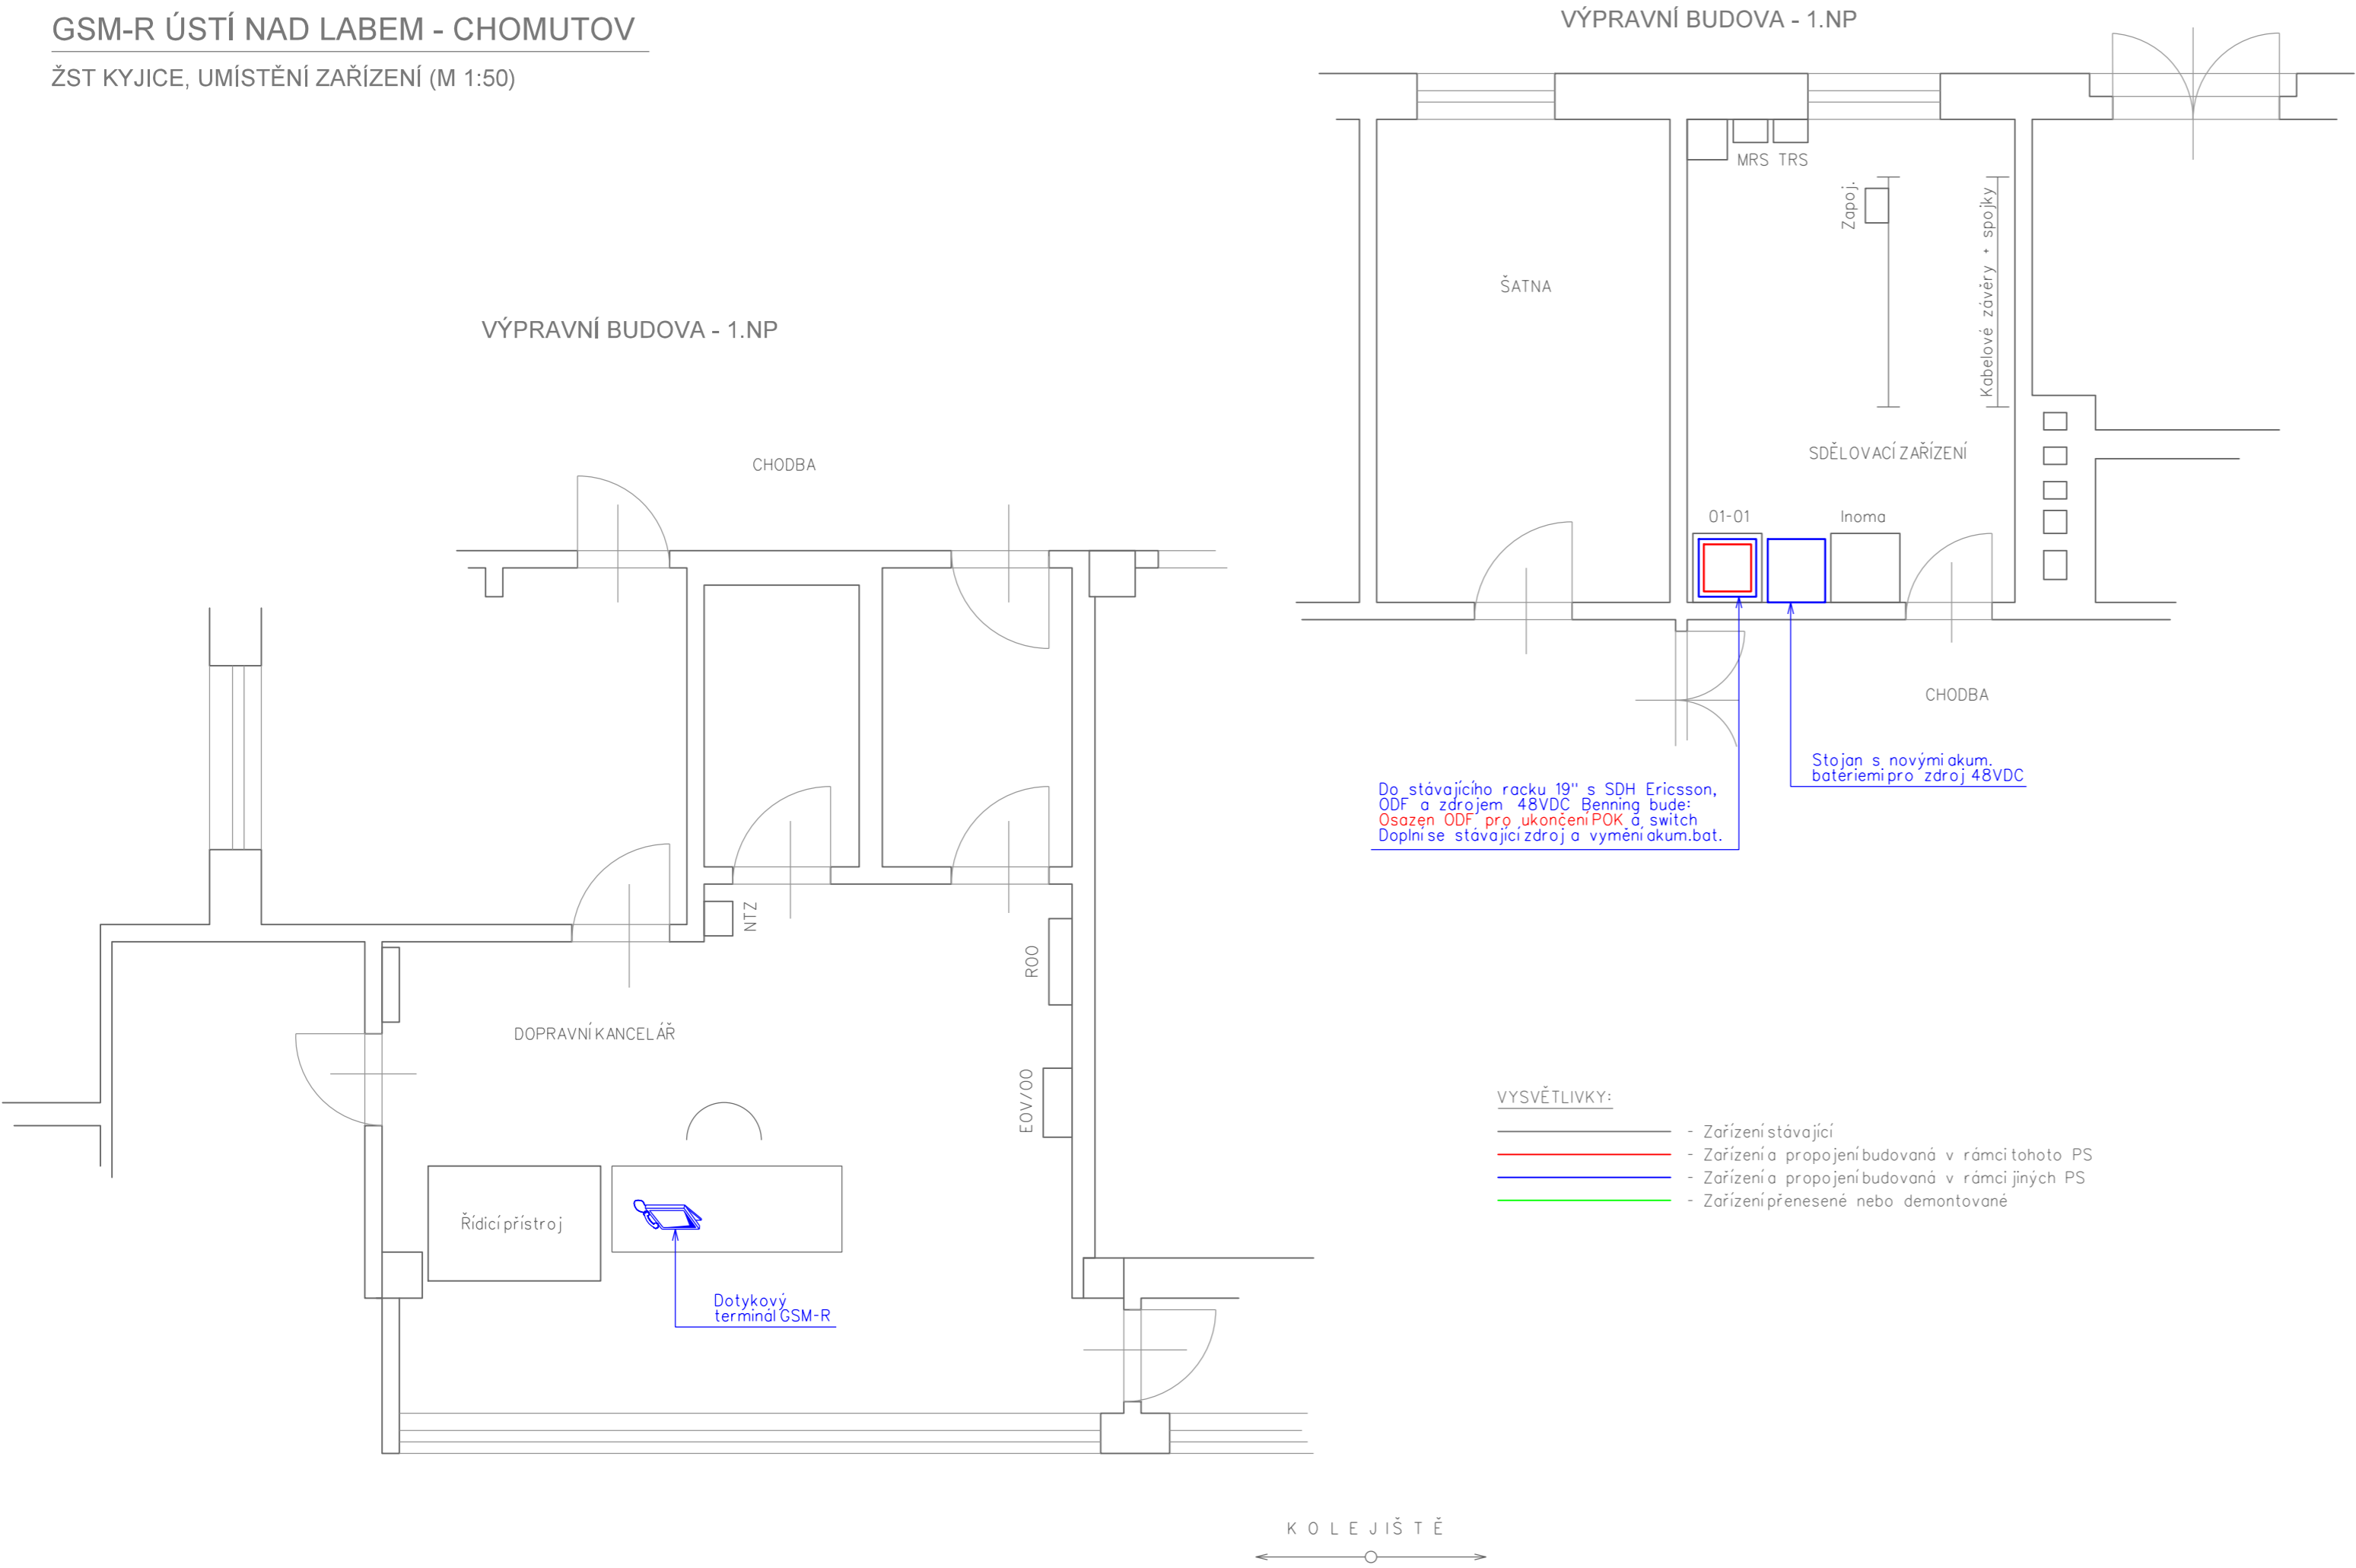 GSM-R ÚSTÍ NAD LABEM - CHOMUTOV
ŽST KYJICE, UMÍSTĚNÍ ZAŘÍZENÍ (M 1:50)
VÝPRAVNÍ BUDOVA - 1.NP
MRS TRS
Zapoj.
Kabelové závěry + spojky
ŠATNA
SDĚLOVACÍ ZAŘÍZENÍ
01-01
Inoma
CHODBA
Stojan s novými akum.
bateriemi pro zdroj 48VDC
Do stávajícího racku 19" s SDH Ericsson,
ODF a zdrojem 48VDC Benning bude:
Osazen ODF pro ukončení POK a switch
Doplní se stávající zdroj a vymění akum.bat.
VÝPRAVNÍ BUDOVA - 1.NP
CHODBA
NTZ
ROO
DOPRAVNÍ KANCELÁŘ
EOV/OO
Řídicí přístroj
Dotykový
terminál GSM-R
VYSVĚTLIVKY:
- Zařízení stávající
- Zařízení a propojení budovaná v rámci tohoto PS
- Zařízení a propojení budovaná v rámci jiných PS
- Zařízení přenesené nebo demontované
KOLEJIŠTĚ